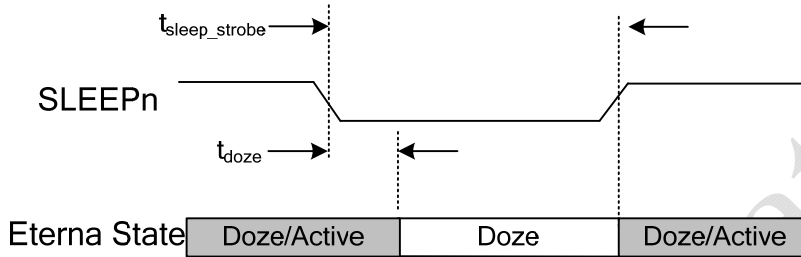 tsleep_strobe
SLEEPn
tdoze
Eterna State Doze/Active Doze Doze/Active